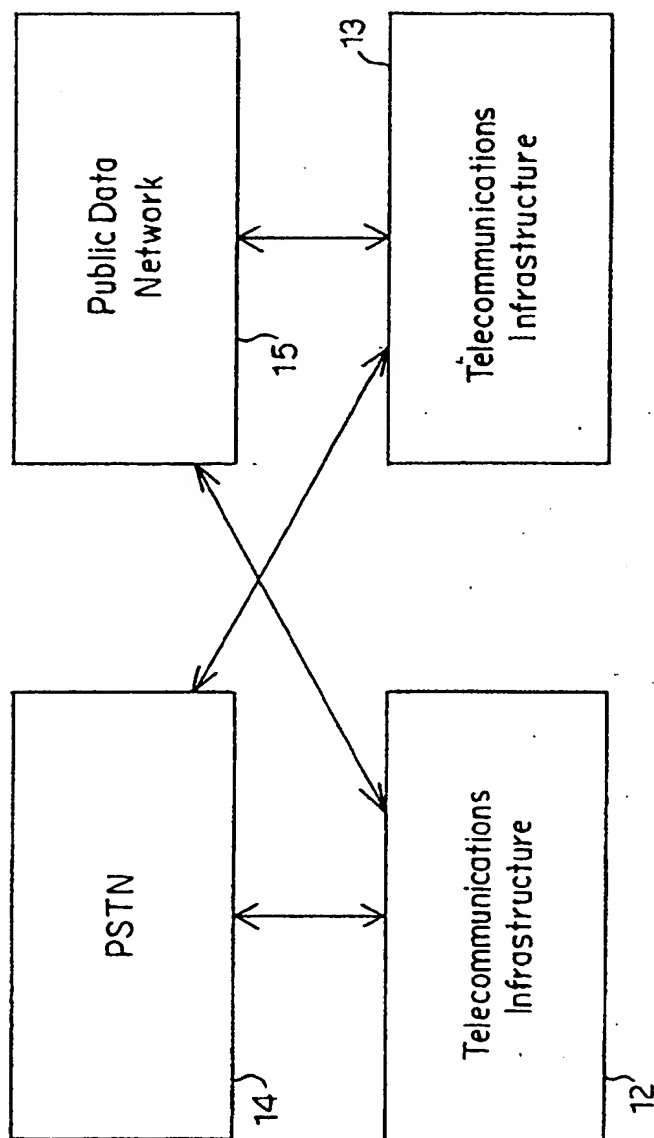 PSTN
14
Public Data
Network
15
Telecommunications
Infrastructure
12
Telecommunications
Infrastructure
13